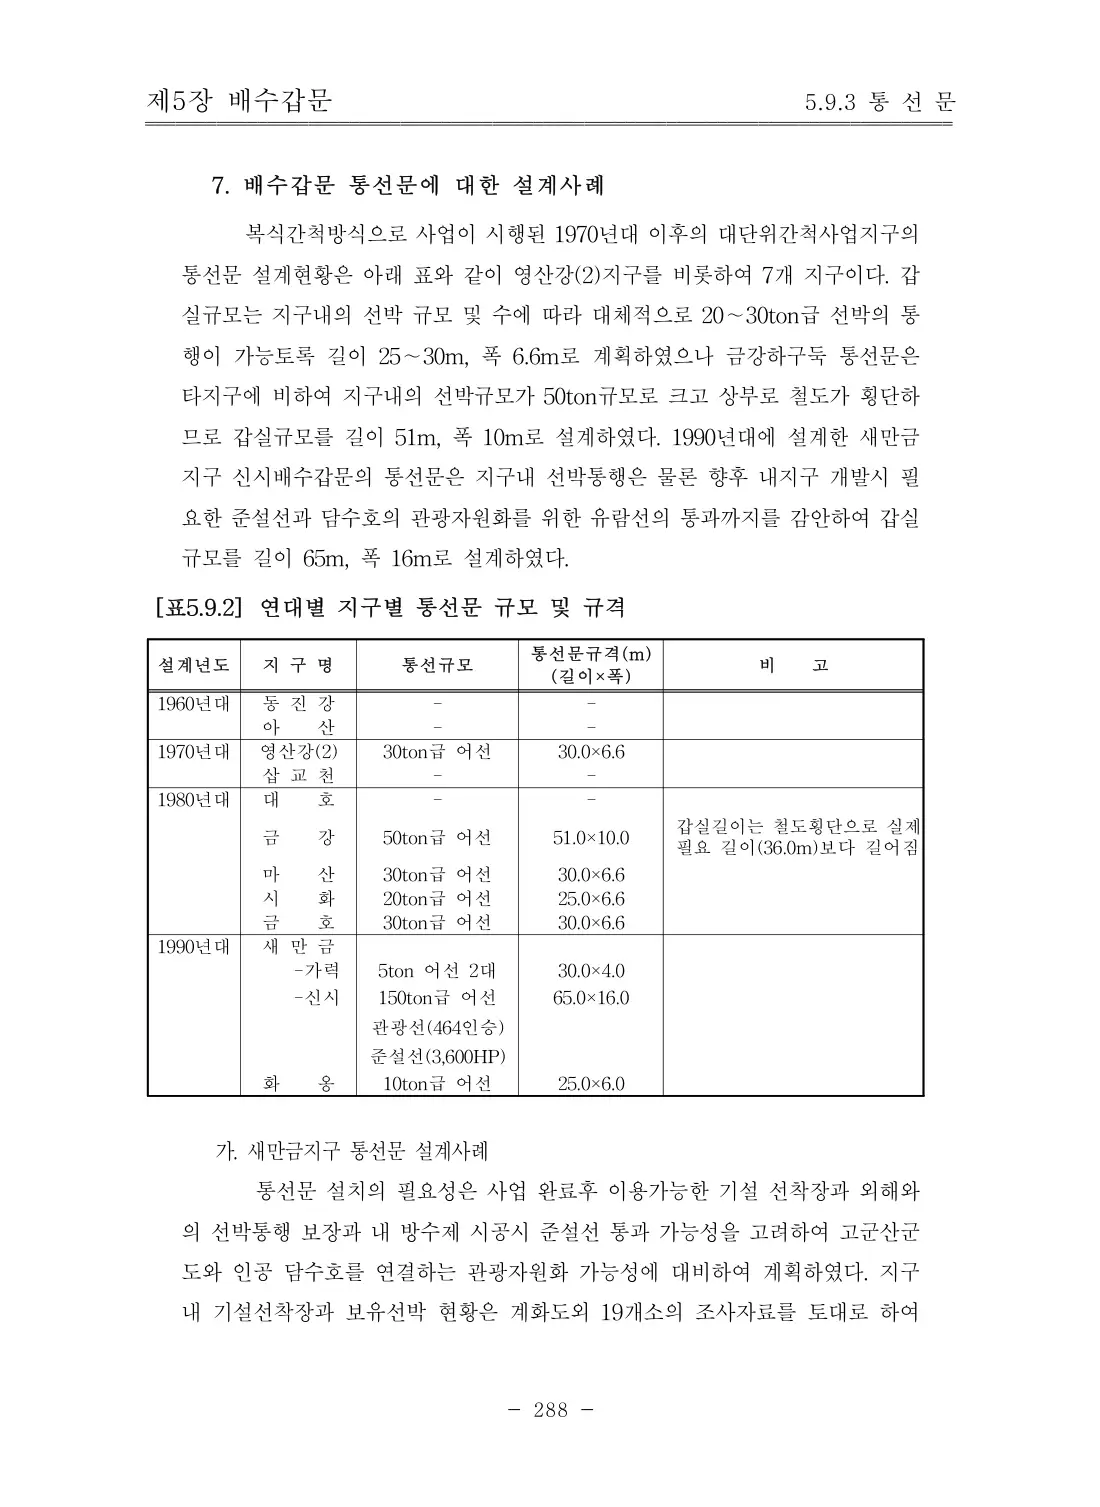 제5장 배수갑문
5.9.3 통 선 문
7. 배수갑문 통선문에 대한 설계사례
복식간척방식으로 사업이 시행된 1970년대 이후의 대단위간척사업지구의
통선문 설계현황은 아래 표와 같이 영산강(2)지구를 비롯하여 7개 지구이다. 갑
실규모는 지구내의 선박 규모 및 수에 따라 대체적으로 20～30ton급 선박의 통
행이 가능토록 길이 25～30m, 폭 6.6m로 계획하였으나 금강하구둑 통선문은
타지구에 비하여 지구내의 선박규모가 50ton규모로 크고 상부로 철도가 횡단하
므로 갑실규모를 길이 51m, 폭 10m로 설계하였다. 1990년대에 설계한 새만금
지구 신시배수갑문의 통선문은 지구내 선박통행은 물론 향후 내지구 개발시 필
요한 준설선과 담수호의 관광자원화를 위한 유람선의 통과까지를 감안하여 갑실
규모를 길이 65m, 폭 16m로 설계하였다.
[표5.9.2] 연대별 지구별 통선문 규모 및 규격
설계년도 지 구 명 통선규모 통선문규격(m) 비 고
(길이×폭)
1960년대 동 진 강 - -
아 산 - -
1970년대 영산강(2) 30ton급 어선 30.0×6.6
삽 교 천 - -
1980년대 대 호 - -
금 강 50ton급 어선 51.0×10.0 갑실길이는 철도횡단으로 실제
필요 길이(36.0m)보다 길어짐
마 산 30ton급 어선 30.0×6.6
시 화 20ton급 어선 25.0×6.6
금 호 30ton급 어선 30.0×6.6
1990년대 새 만 금
-가력 5ton 어선 2대 30.0×4.0
-신시 150ton급 어선 65.0×16.0
관광선(464인승)
준설선(3,600HP)
화 옹 10ton급 어선 25.0×6.0
가. 새만금지구 통선문 설계사례
통선문 설치의 필요성은 사업 완료후 이용가능한 기설 선착장과 외해와
의 선박통행 보장과 내 방수제 시공시 준설선 통과 가능성을 고려하여 고군산군
도와 인공 담수호를 연결하는 관광자원화 가능성에 대비하여 계획하였다. 지구
내 기설선착장과 보유선박 현황은 계화도외 19개소의 조사자료를 토대로 하여
- 288 -